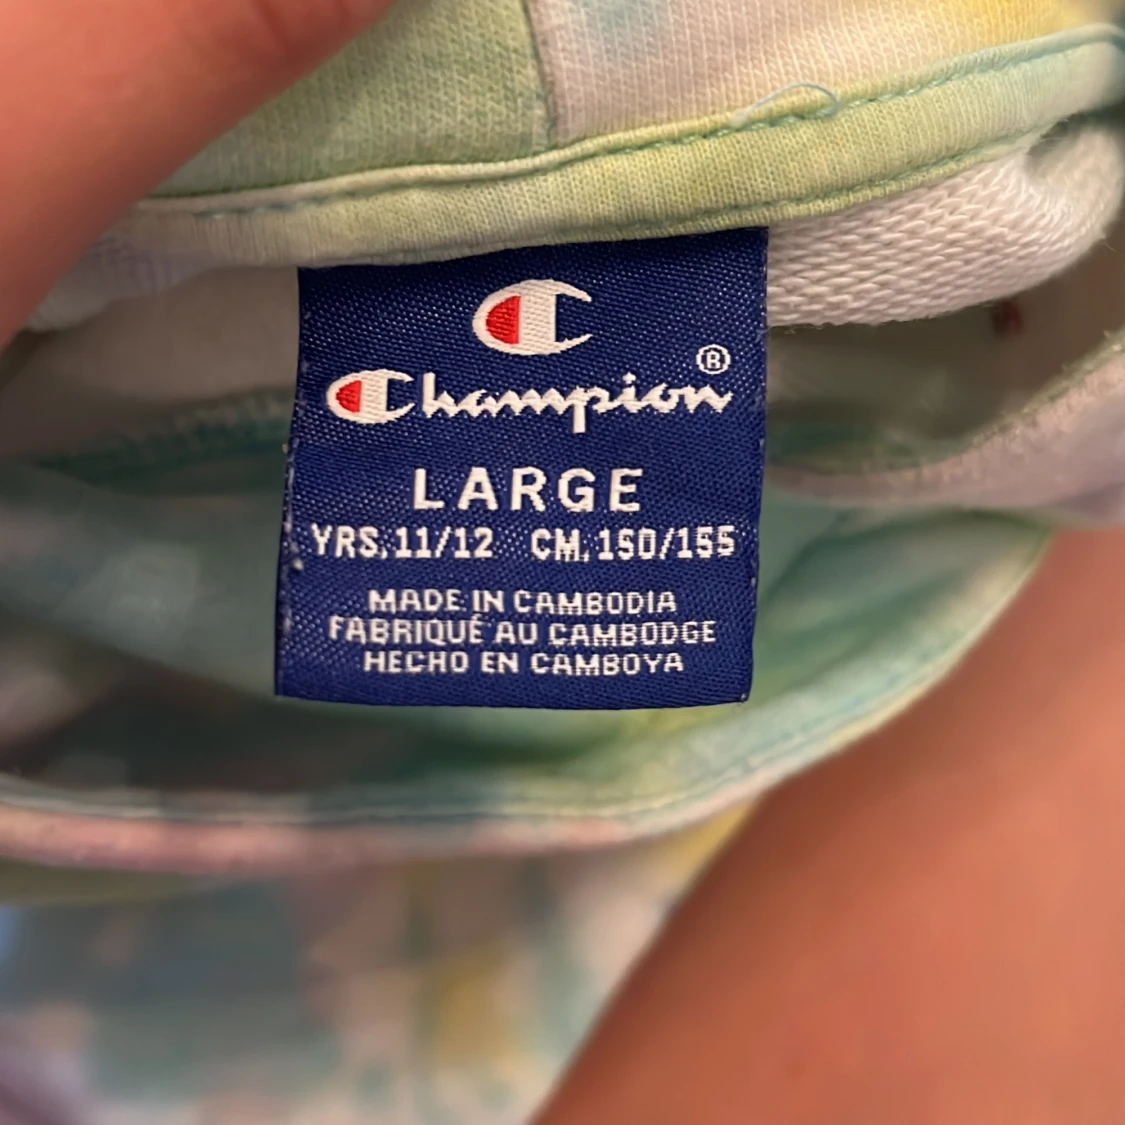 Champion®
LARGE
YRS.11/12 CM.150/155
MADE IN CAMBODIA
FABRIQUÉ AU CAMBODGE
HECHO EN CAMBOYA